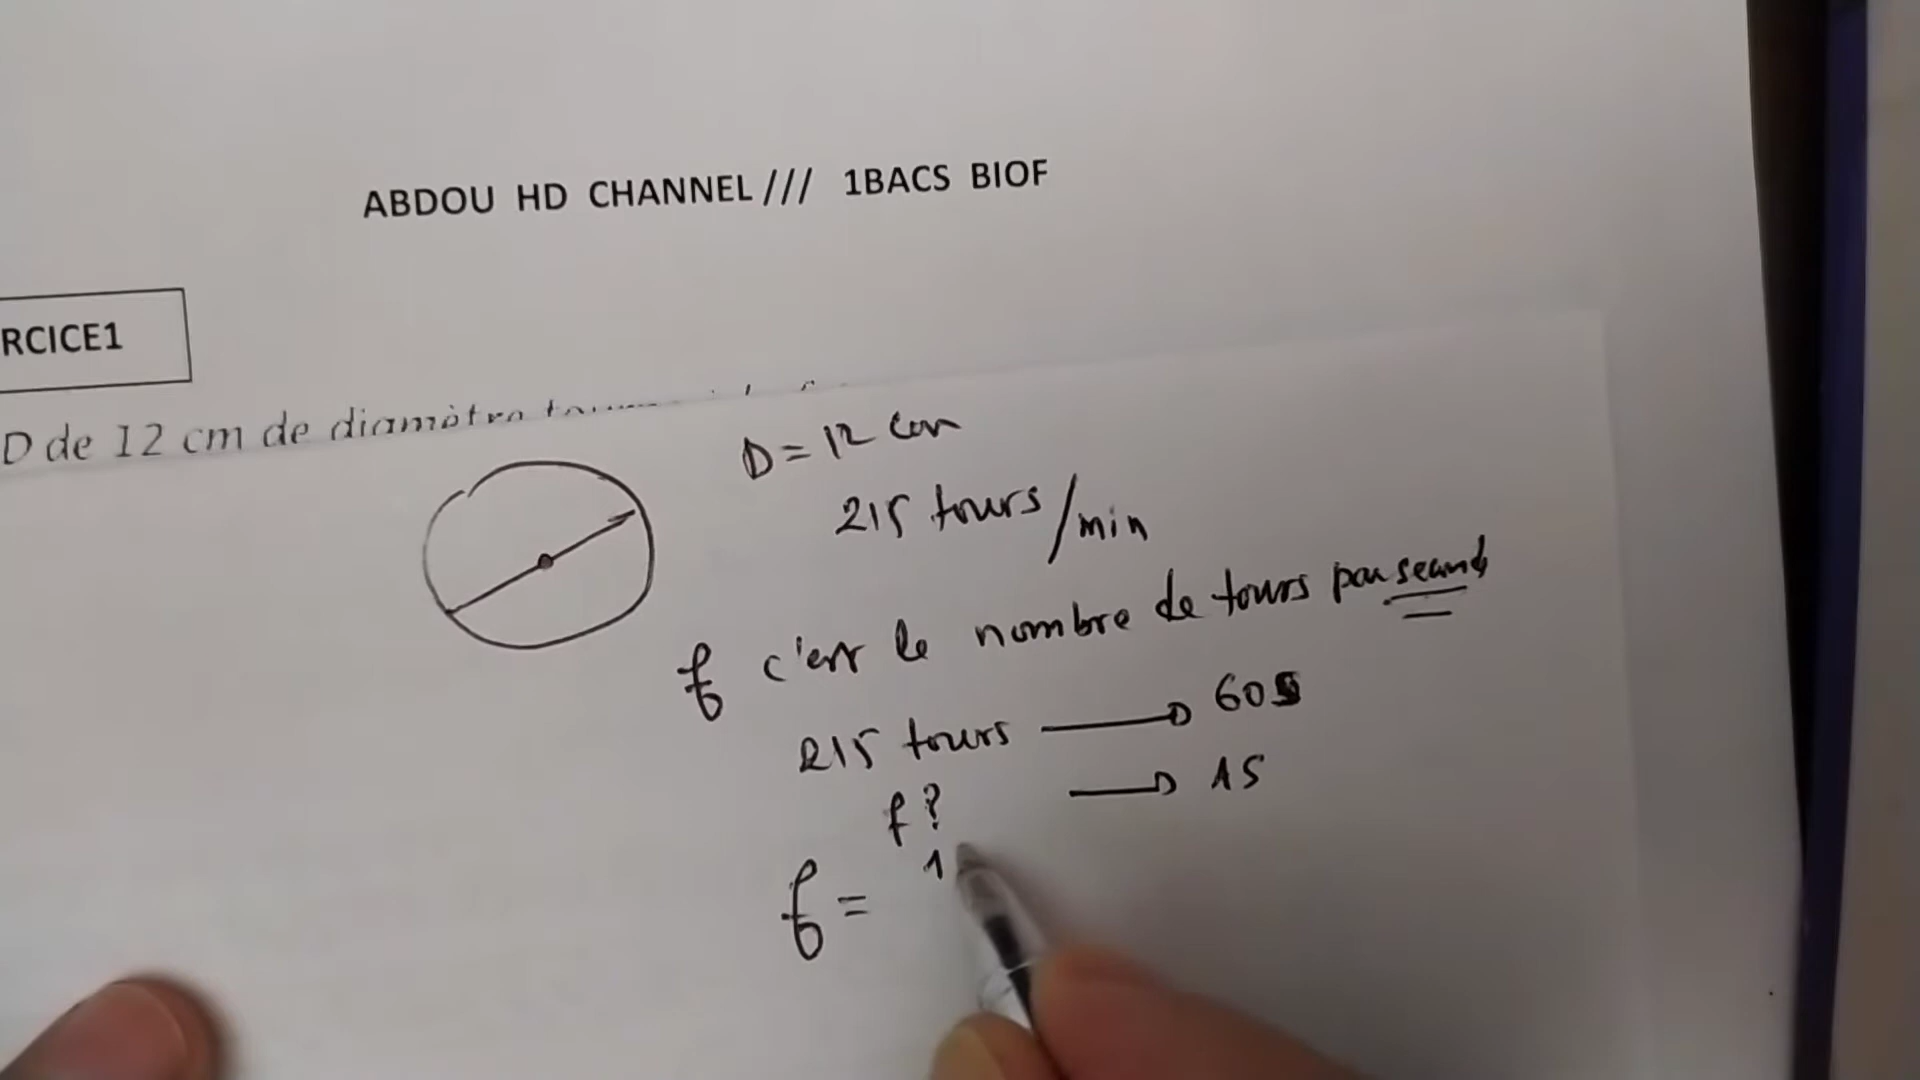 ABDOU HD CHANNEL /// 1BACS BIOF
RCICE1
D de 12 cm de diamètre
D = 12 cm
215 tours/min
f c'est le nombre de tours par seconde
215 tours → 60s
f? → 1s
f = 1